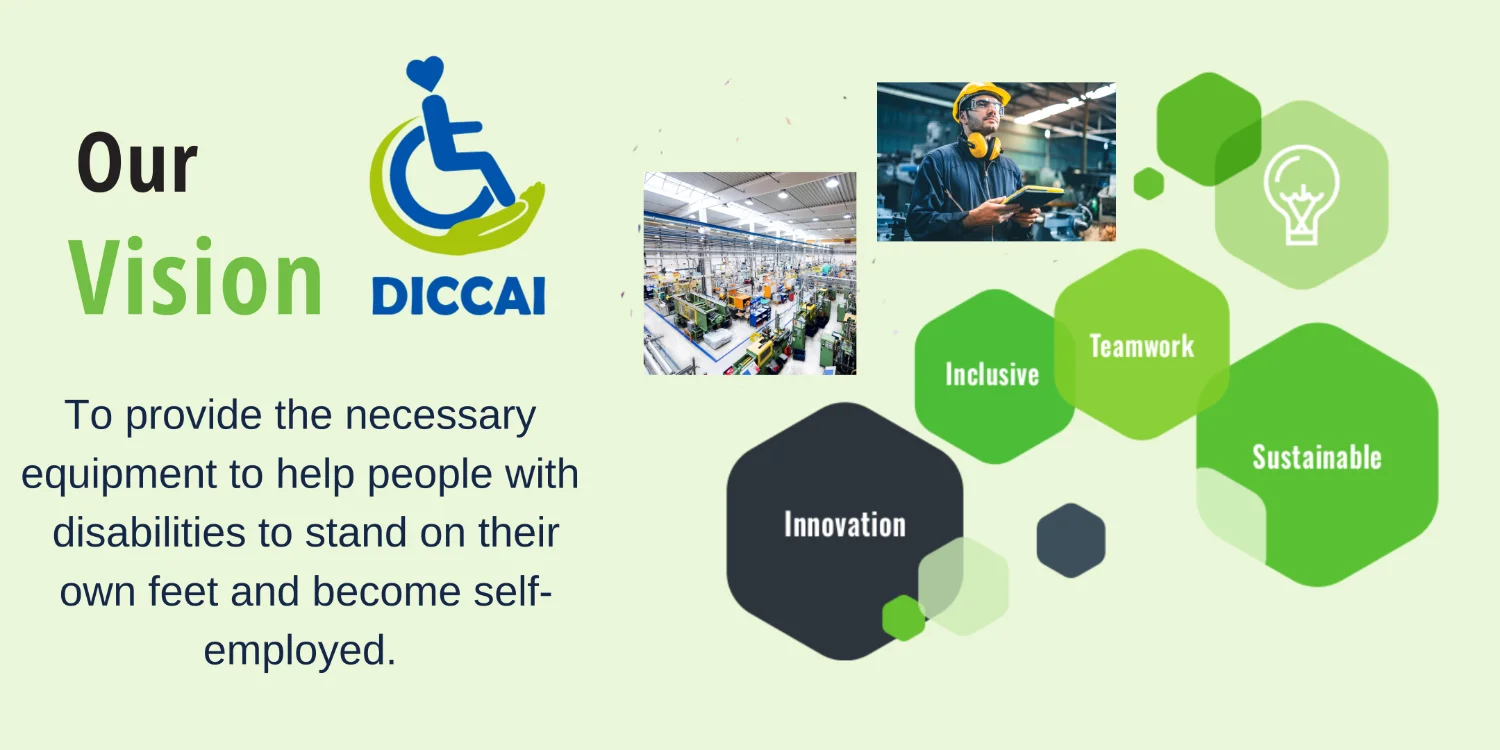 Our
Vision
DICCAI
To provide the necessary
equipment to help people with
disabilities to stand on their
own feet and become self-
employed.
Inclusive
Teamwork
Sustainable
Innovation